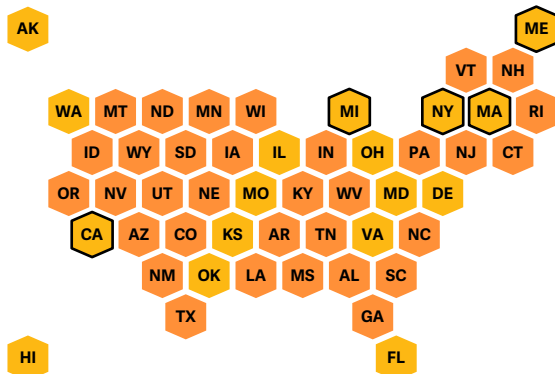 AK ME
VT NH
WA MT ND MN WI MI NY MA RI
ID WY SD IA IL IN OH PA NJ CT
OR NV UT NE MO KY WV MD DE
CA AZ CO KS AR TN VA NC
NM OK LA MS AL SC
TX GA
HI FL